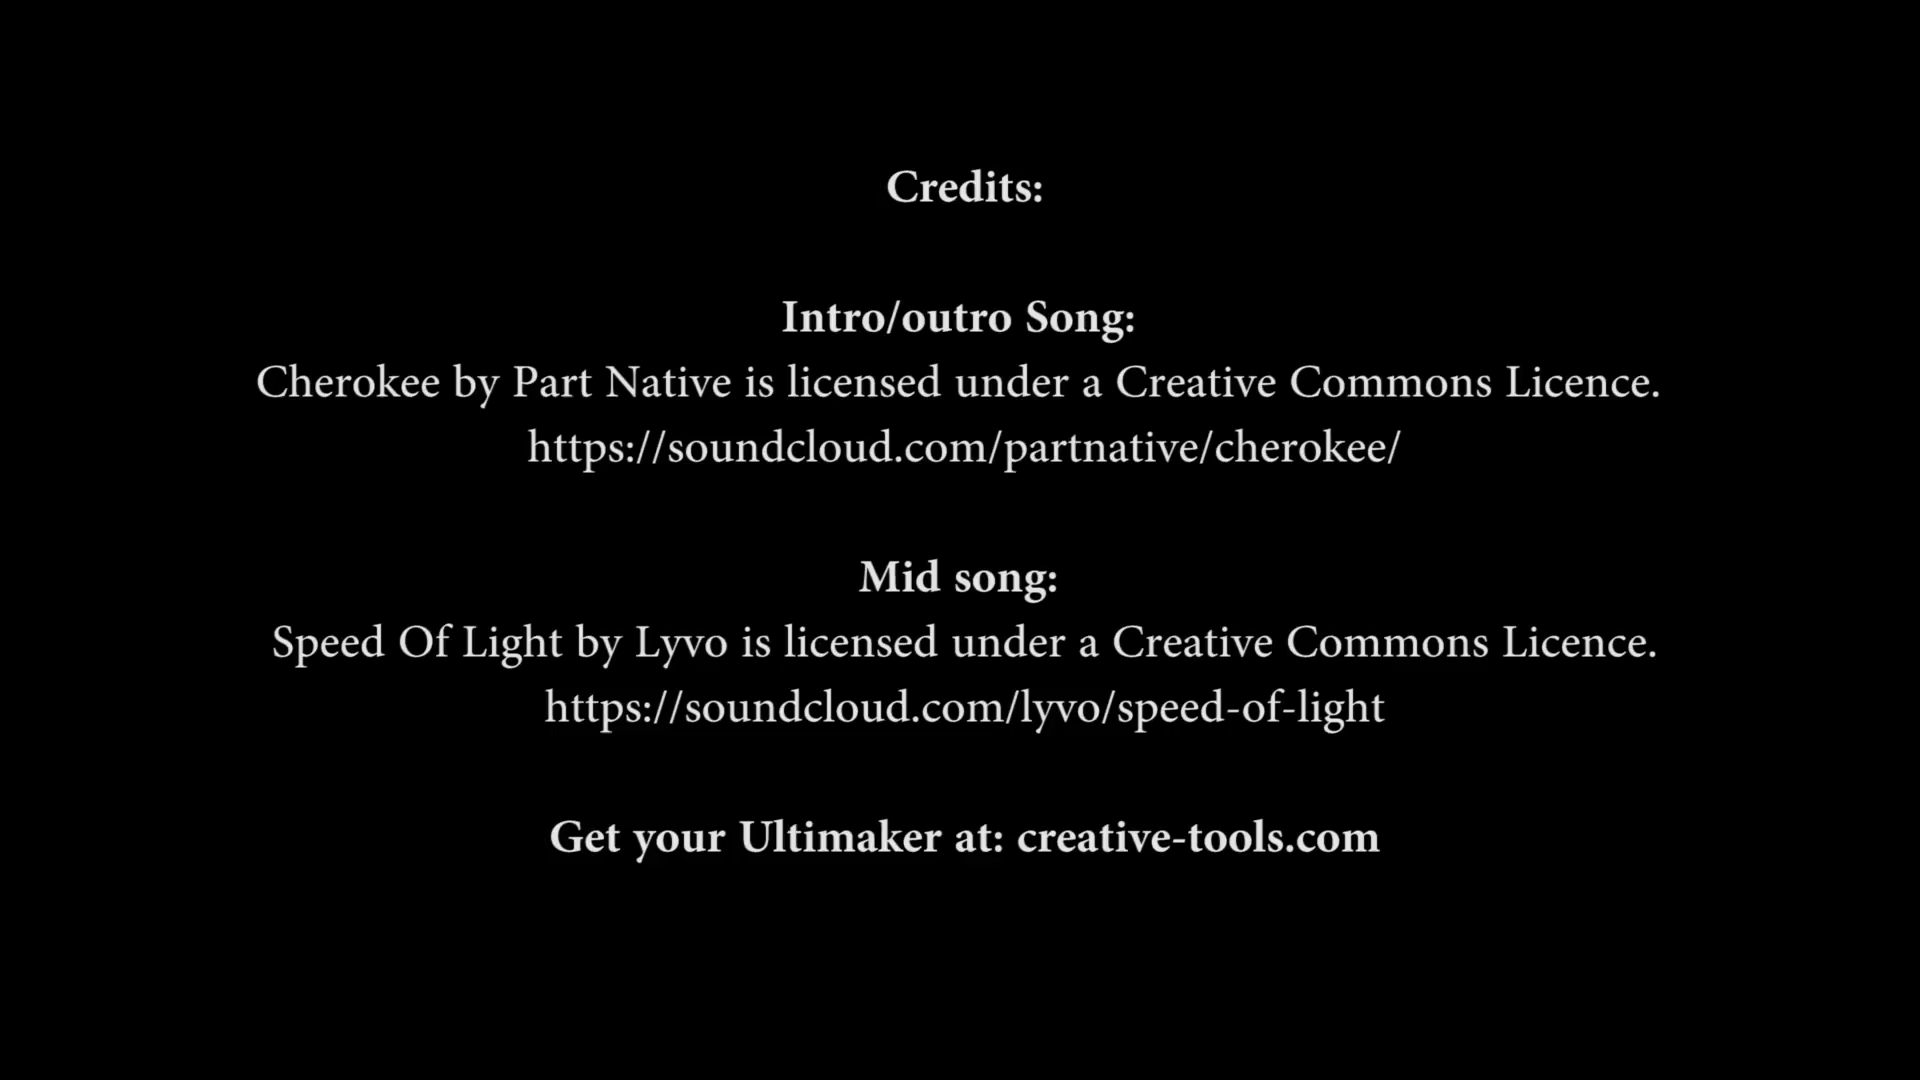 Credits:
Intro/outro Song:
Cherokee by Part Native is licensed under a Creative Commons Licence.
https://soundcloud.com/partnative/cherokee/
Mid song:
Speed Of Light by Lyvo is licensed under a Creative Commons Licence.
https://soundcloud.com/lyvo/speed-of-light
Get your Ultimaker at: creative-tools.com